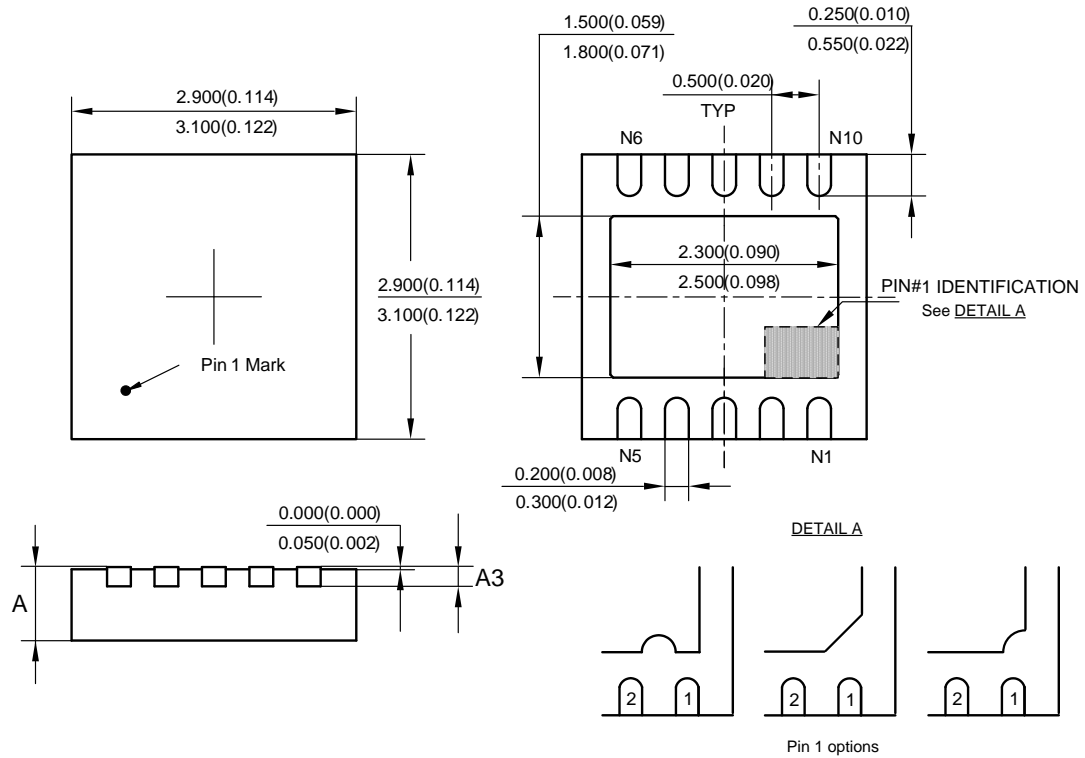 1.500(0.059)
1.800(0.071)
0.250(0.010)
0.550(0.022)
0.500(0.020)
TYP
2.900(0.114)
3.100(0.122)
N6
N10
2.300(0.090)
2.500(0.098)
2.900(0.114)
3.100(0.122)
PIN#1 IDENTIFICATION
See DETAIL A
Pin 1 Mark
N5
N1
0.200(0.008)
0.300(0.012)
0.000(0.000)
0.050(0.002)
DETAIL A
A
A3
2
1
2
1
2
1
Pin 1 options